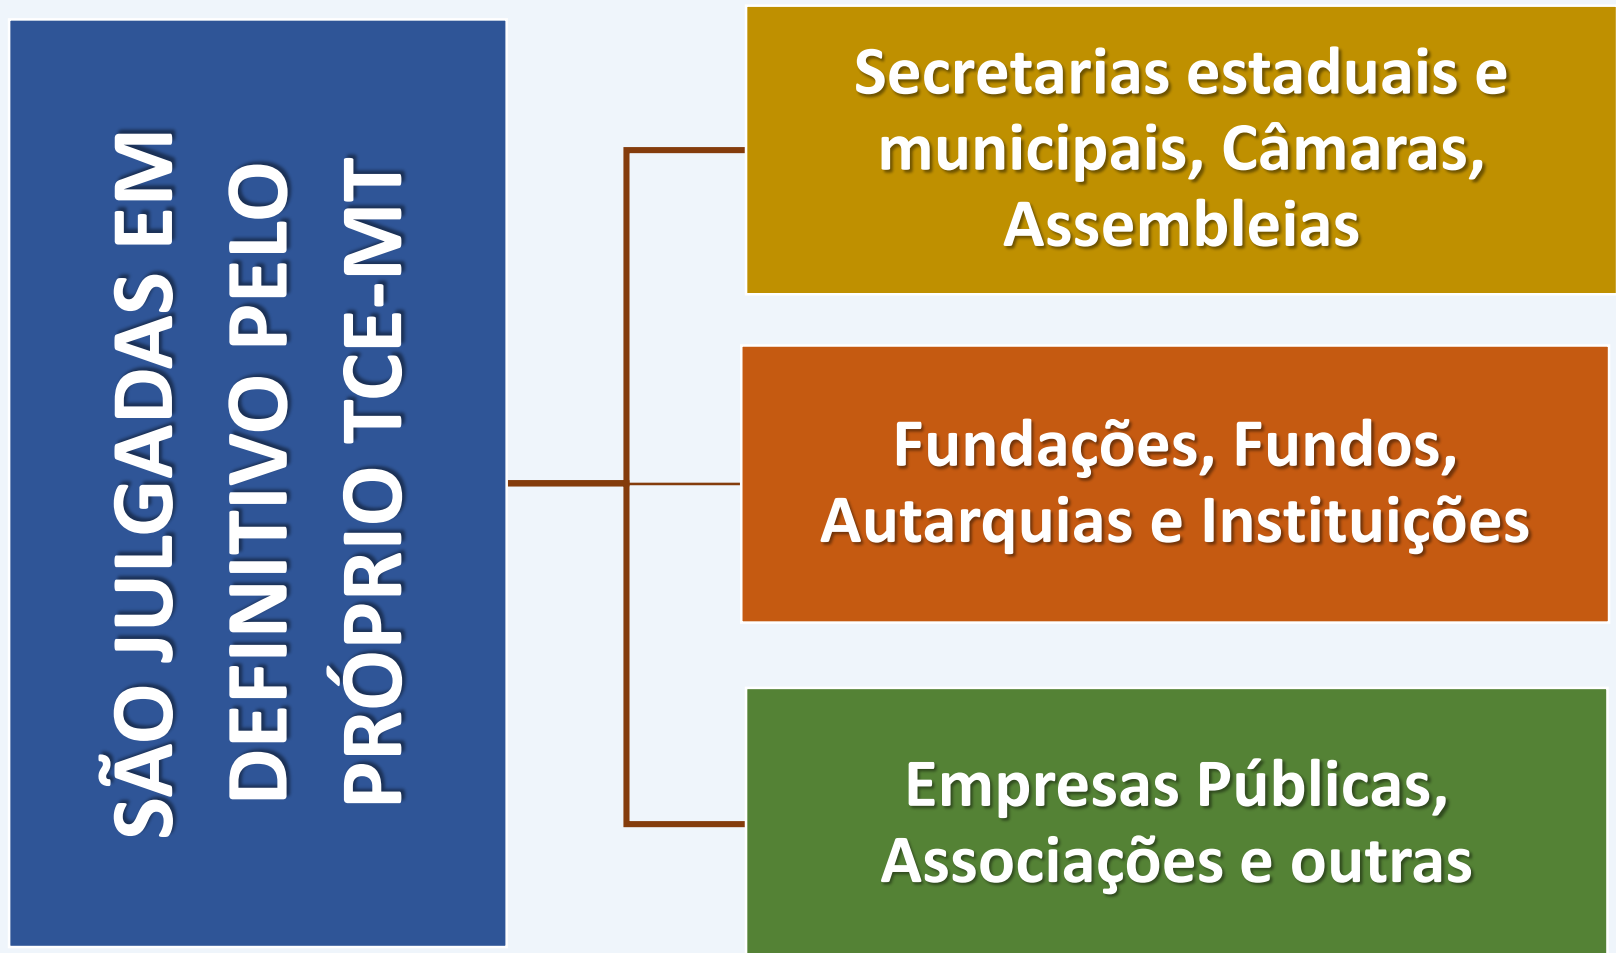 SÃO JULGADAS EM
DEFINITIVO PELO
PRÓPRIO TCE-MT
Secretarias estaduais e
municipais, Câmaras,
Assembleias
Fundações, Fundos,
Autarquias e Instituições
Empresas Públicas,
Associações e outras